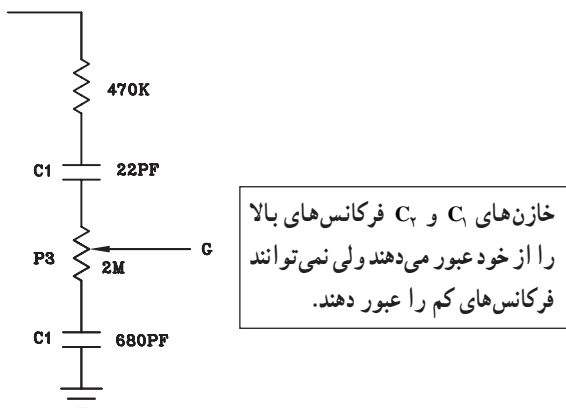 470K
C1 22PF
P3 2M G
C1 680PF
خازن‌های C۱ و C۲ فرکانس‌های بالا
را از خود عبور می‌دهند ولی نمی‌توانند
فرکانس‌های کم را عبور دهند.